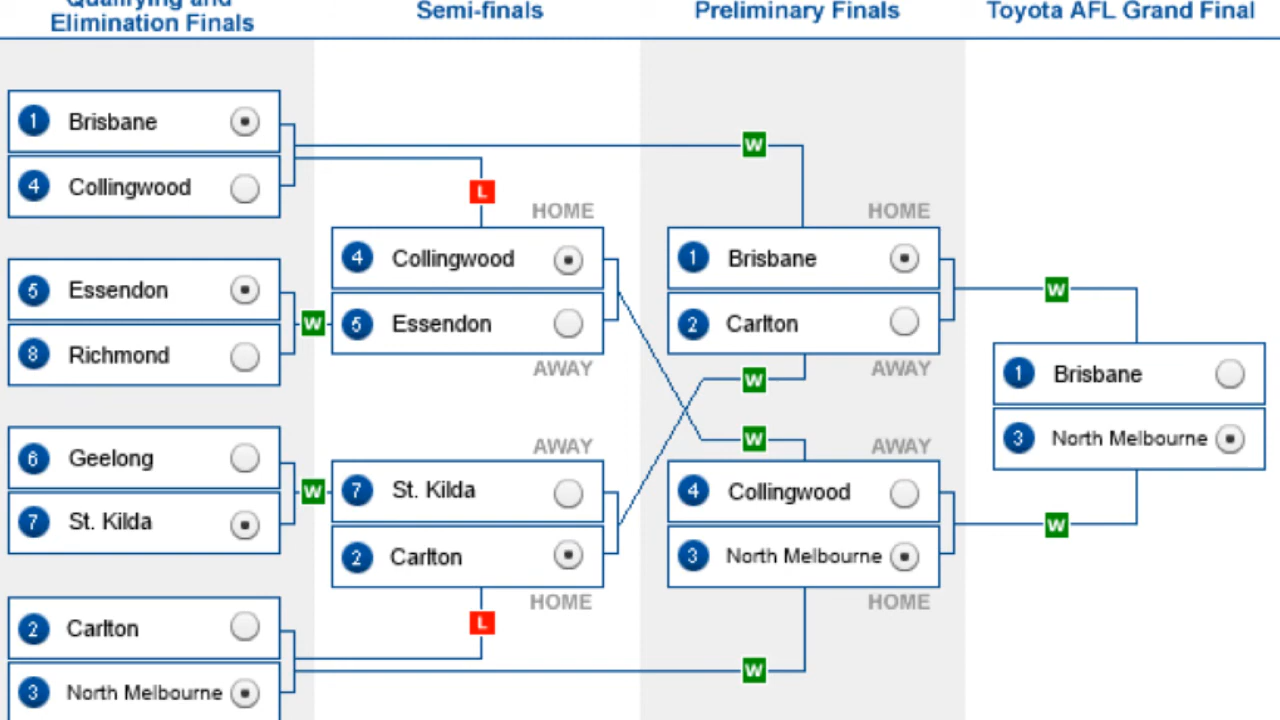 Qualifying and
Elimination Finals
Semi-finals
Preliminary Finals
Toyota AFL Grand Final
1 Brisbane
4 Collingwood
5 Essendon
8 Richmond
W
6 Geelong
7 St. Kilda
W
2 Carlton
3 North Melbourne
L
HOME
4 Collingwood
5 Essendon
AWAY
AWAY
7 St. Kilda
2 Carlton
HOME
L
W
HOME
1 Brisbane
2 Carlton
AWAY
W
W
AWAY
4 Collingwood
3 North Melbourne
HOME
W
W
1 Brisbane
3 North Melbourne
W